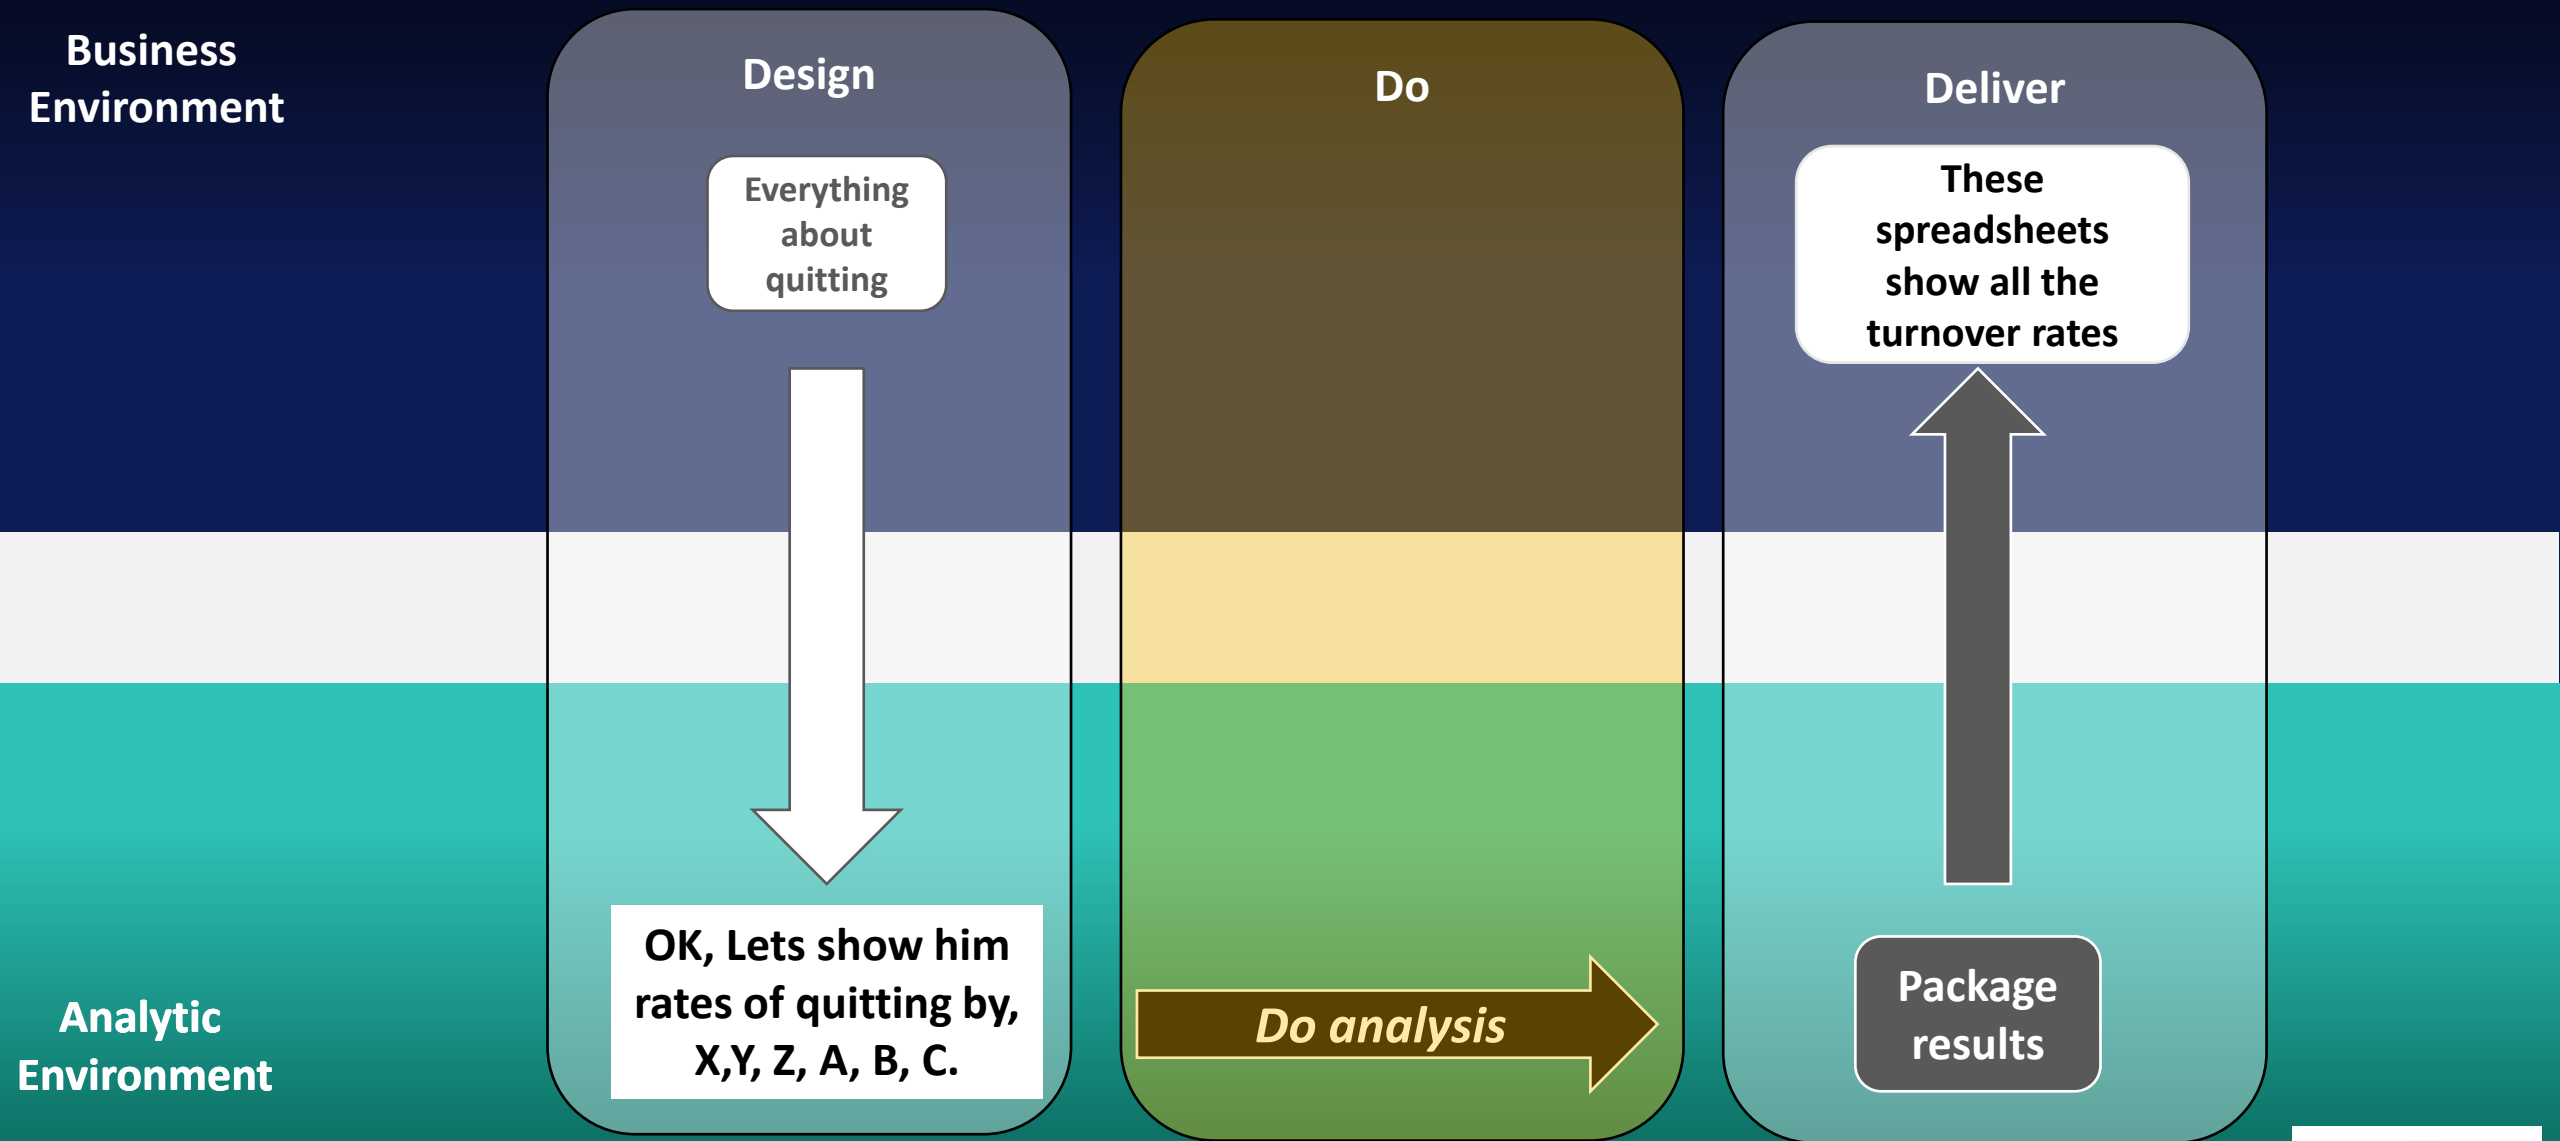 Business
Environment
Design
Everything
about
quitting
OK, Lets show him
rates of quitting by,
X,Y, Z, A, B, C.
Do
Do analysis
Deliver
These
spreadsheets
show all the
turnover rates
Package
results
Analytic
Environment